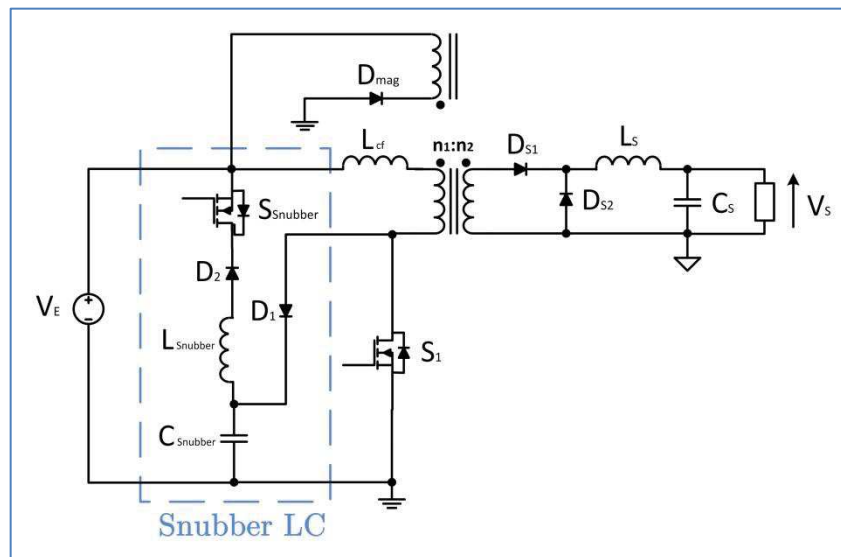 Dmag
Lcf
n1:n2
DS1
LS
SSnubber
DS2
CS
VS
D2
D1
VE
LSnubber
S1
CSnubber
+
-
Snubber LC